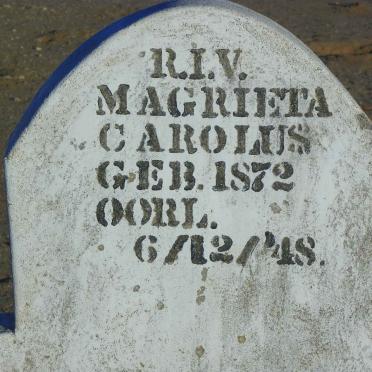 R.I.V.
MAGRIETA
CAROLUS
GEB. 1872
OORL.
6/12/'48.